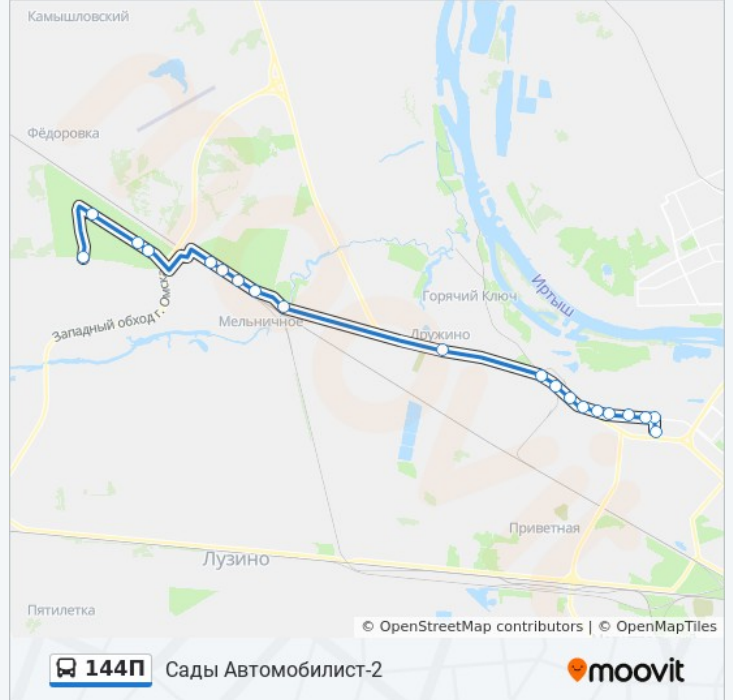 Камышловский
Фёдоровка
Иртыш
Горячий Ключ
Западный обход г. Омска
Мельничное
Дружино
Приветная
Лузино
Пятилетка
© OpenStreetMap contributors | © OpenMapTiles
144П Сады Автомобилист-2
moovit